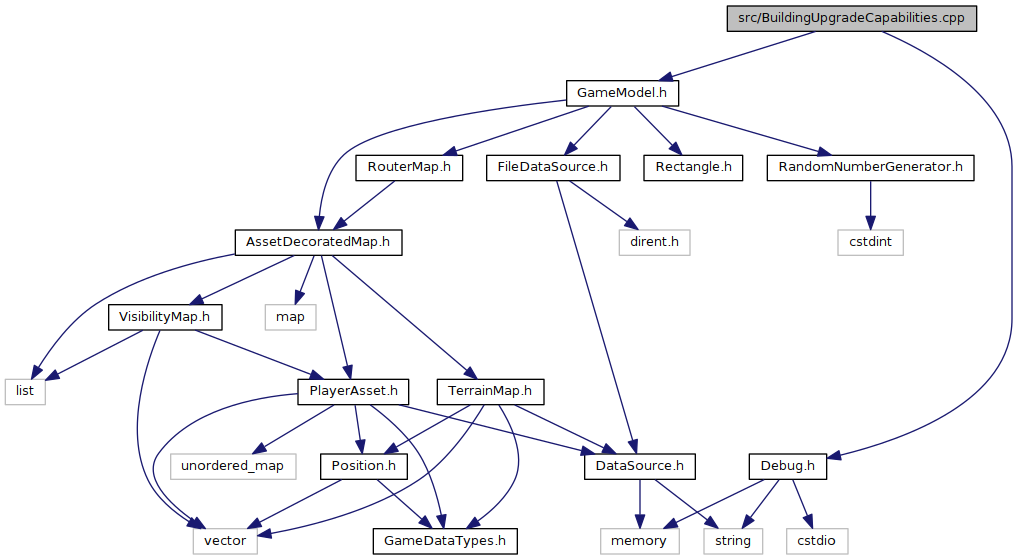 src/BuildingUpgradeCapabilities.cpp
GameModel.h
RouterMap.h
FileDataSource.h
Rectangle.h
RandomNumberGenerator.h
AssetDecoratedMap.h
dirent.h
cstdint
VisibilityMap.h
map
list
PlayerAsset.h
TerrainMap.h
unordered_map
Position.h
DataSource.h
Debug.h
vector
GameDataTypes.h
memory
string
cstdio